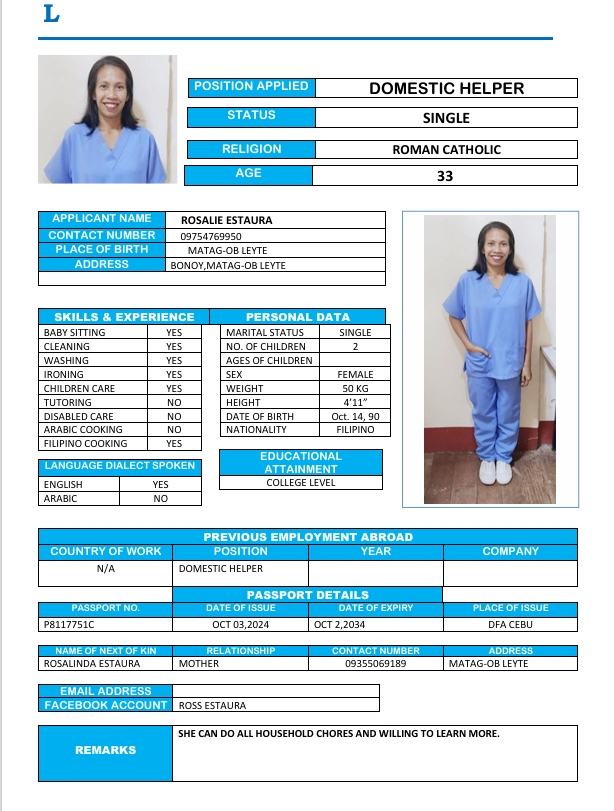 L
POSITION APPLIED DOMESTIC HELPER
STATUS SINGLE
RELIGION ROMAN CATHOLIC
AGE 33
APPLICANT NAME ROSALIE ESTAURA
CONTACT NUMBER 09754769950
PLACE OF BIRTH MATAG-OB LEYTE
ADDRESS BONOY,MATAG-OB LEYTE
SKILLS & EXPERIENCE PERSONAL DATA
BABY SITTING YES MARITAL STATUS SINGLE
CLEANING YES NO. OF CHILDREN 2
WASHING YES AGES OF CHILDREN
IRONING YES SEX FEMALE
CHILDREN CARE YES WEIGHT 50 KG
TUTORING NO HEIGHT 4’11”
DISABLED CARE NO DATE OF BIRTH Oct. 14, 90
ARABIC COOKING NO NATIONALITY FILIPINO
FILIPINO COOKING YES
LANGUAGE DIALECT SPOKEN
ENGLISH YES
ARABIC NO
EDUCATIONAL
ATTAINMENT
COLLEGE LEVEL
PREVIOUS EMPLOYMENT ABROAD
COUNTRY OF WORK POSITION YEAR COMPANY
N/A DOMESTIC HELPER
PASSPORT DETAILS
PASSPORT NO. DATE OF ISSUE DATE OF EXPIRY PLACE OF ISSUE
P8117751C OCT 03,2024 OCT 2,2034 DFA CEBU
NAME OF NEXT OF KIN RELATIONSHIP CONTACT NUMBER ADDRESS
ROSALINDA ESTAURA MOTHER 09355069189 MATAG-OB LEYTE
EMAIL ADDRESS
FACEBOOK ACCOUNT ROSS ESTAURA
REMARKS SHE CAN DO ALL HOUSEHOLD CHORES AND WILLING TO LEARN MORE.